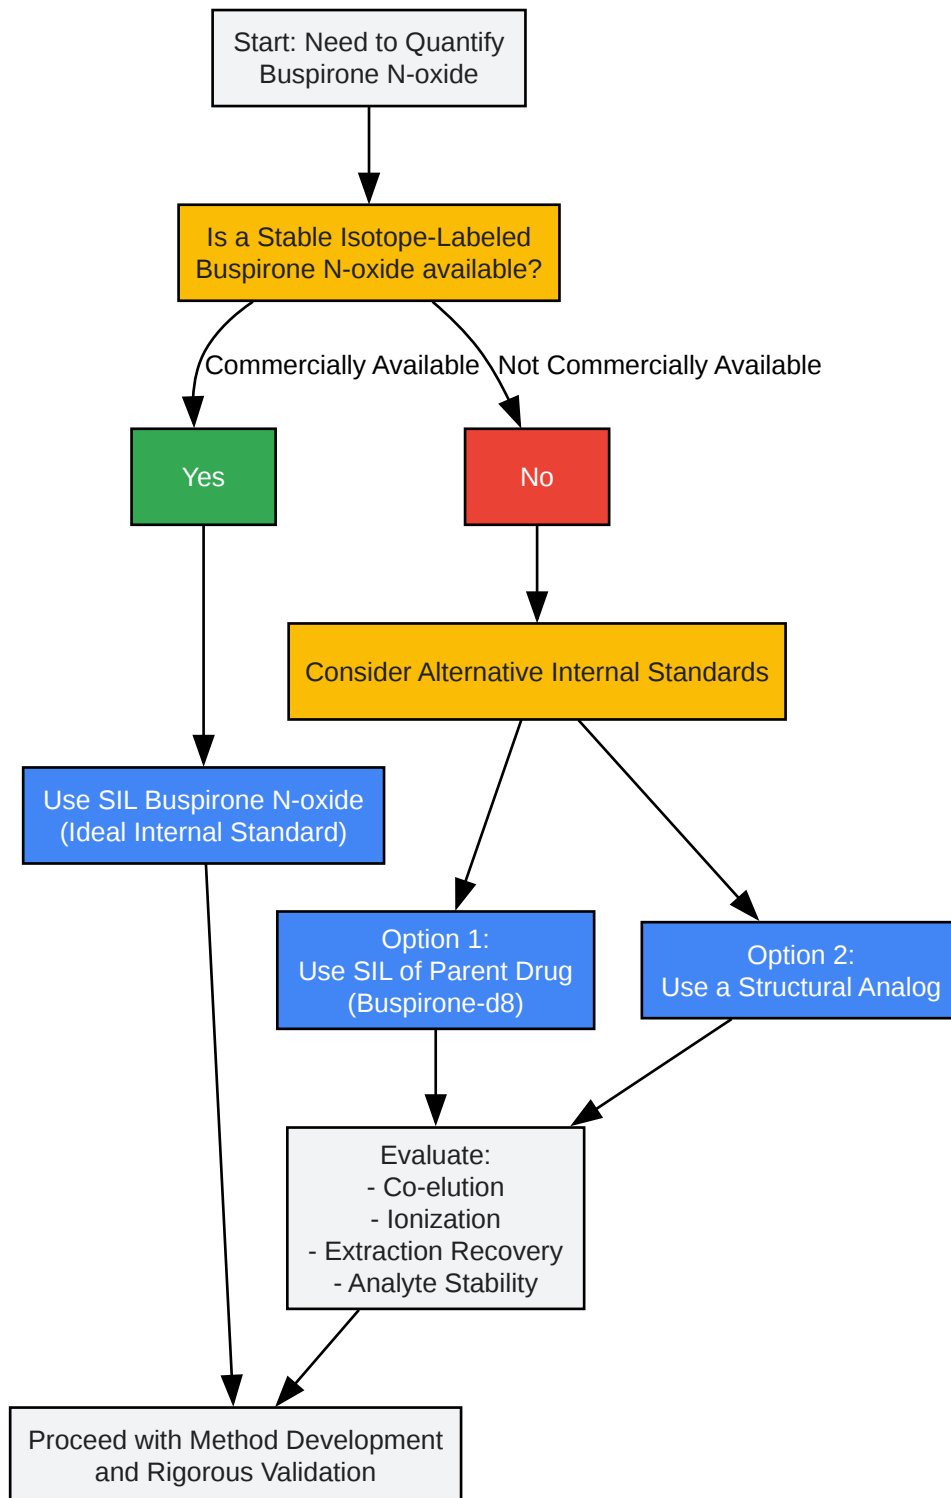 Start: Need to Quantify
Buspirone N-oxide
Is a Stable Isotope-Labeled
Buspirone N-oxide available?
Commercially Available
Not Commercially Available
Yes
No
Consider Alternative Internal Standards
Use SIL Buspirone N-oxide
(Ideal Internal Standard)
Option 1:
Use SIL of Parent Drug
(Buspirone-d8)
Option 2:
Use a Structural Analog
Evaluate:
- Co-elution
- Ionization
- Extraction Recovery
- Analyte Stability
Proceed with Method Development
and Rigorous Validation